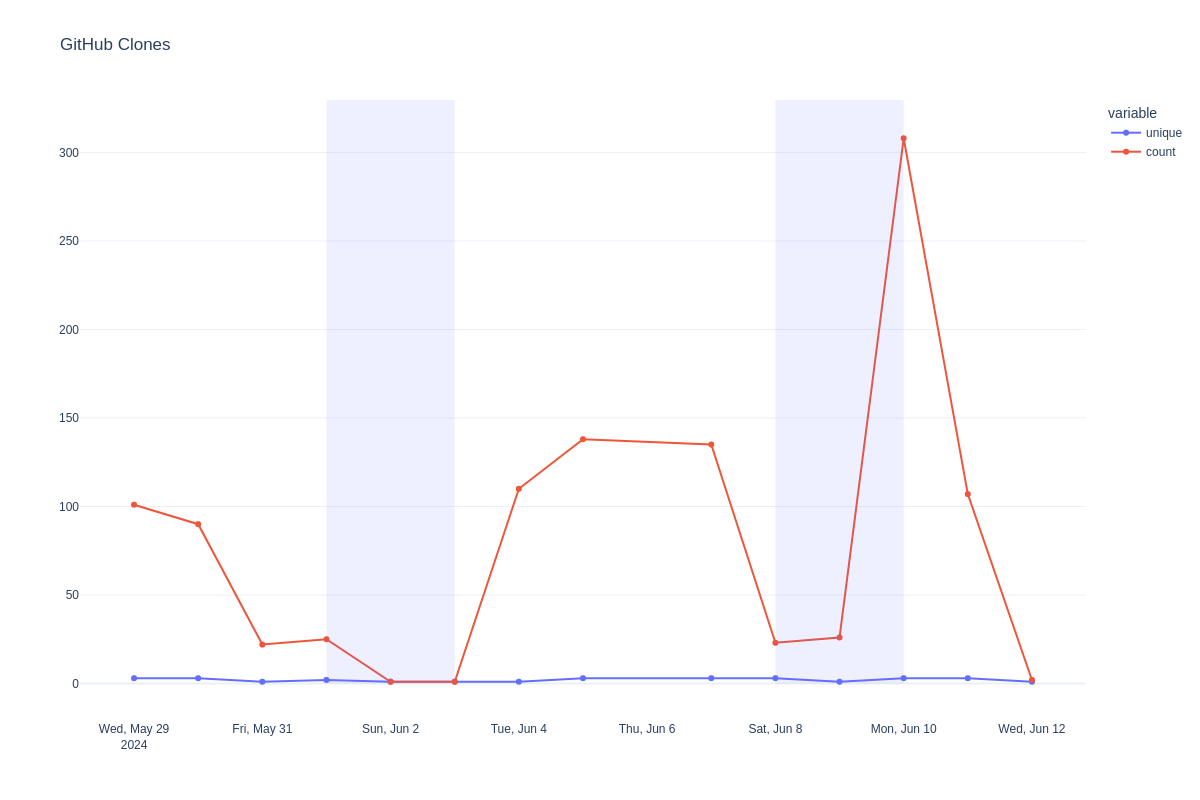 GitHub Clones
variable
unique
count
300
250
200
150
100
50
0
Wed, May 29
2024
Fri, May 31
Sun, Jun 2
Tue, Jun 4
Thu, Jun 6
Sat, Jun 8
Mon, Jun 10
Wed, Jun 12